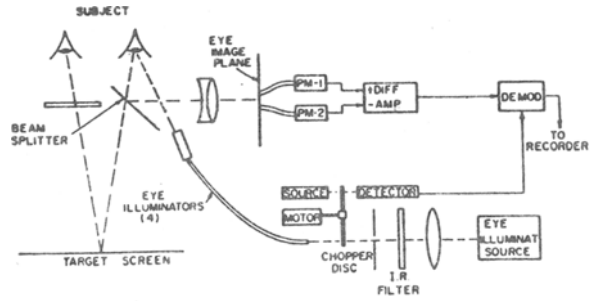 SUBJECT
EYE
IMAGE
PLANE
PM-1
PM-2
+DIFF
-AMP
DEMOD
TO
RECORDER
BEAM
SPLITTER
EYE
ILLUMINATORS
(4)
SOURCE
DETECTOR
MOTOR
CHOPPER
DISC
I.R.
FILTER
EYE
ILLUMINAT
SOURCE
TARGET SCREEN